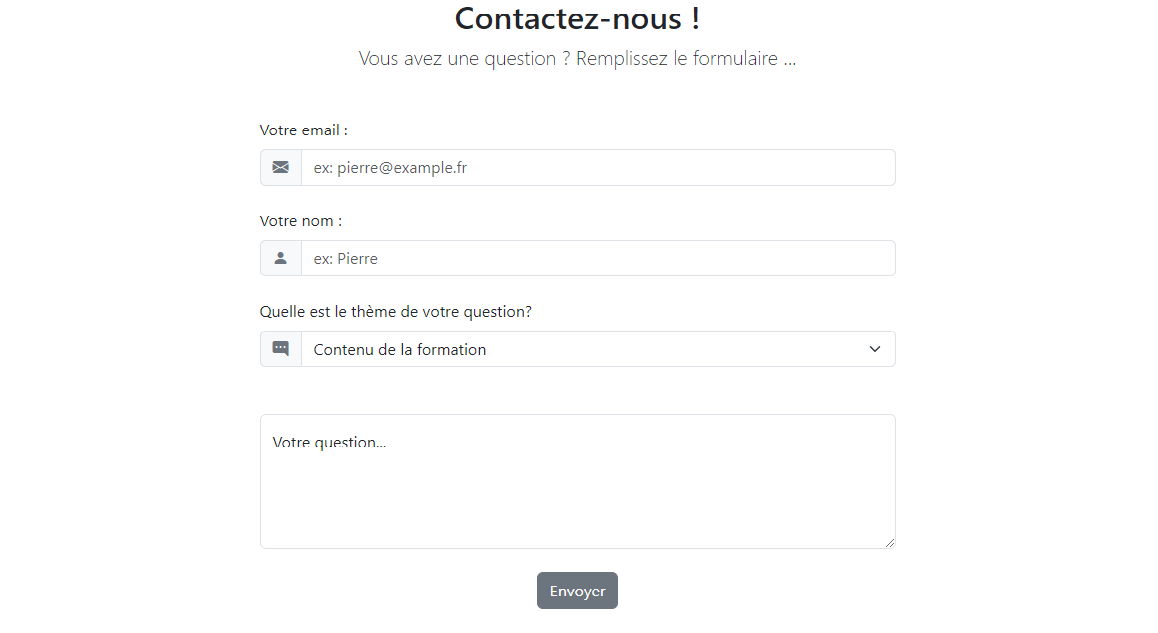 Contactez-nous !
Vous avez une question ? Remplissez le formulaire ...
Votre email :
ex: pierre@example.fr
Votre nom :
ex: Pierre
Quelle est le thème de votre question?
Contenu de la formation
Votre question...
Envoyer